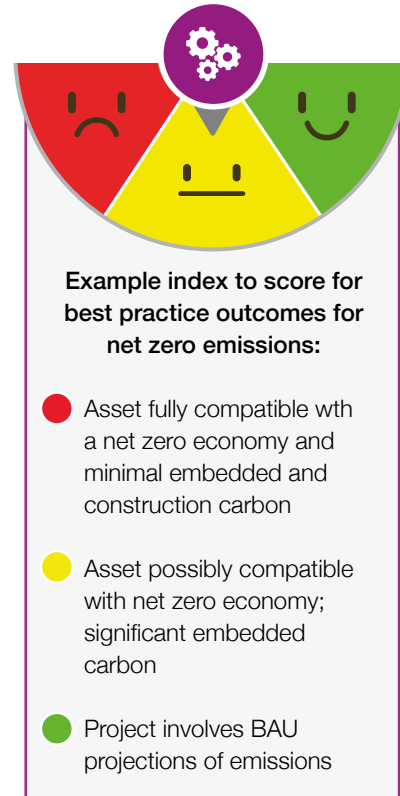 Example index to score for
best practice outcomes for
net zero emissions:
Asset fully compatible wth
a net zero economy and
minimal embedded and
construction carbon
Asset possibly compatible
with net zero economy;
significant embedded
carbon
Project involves BAU
projections of emissions